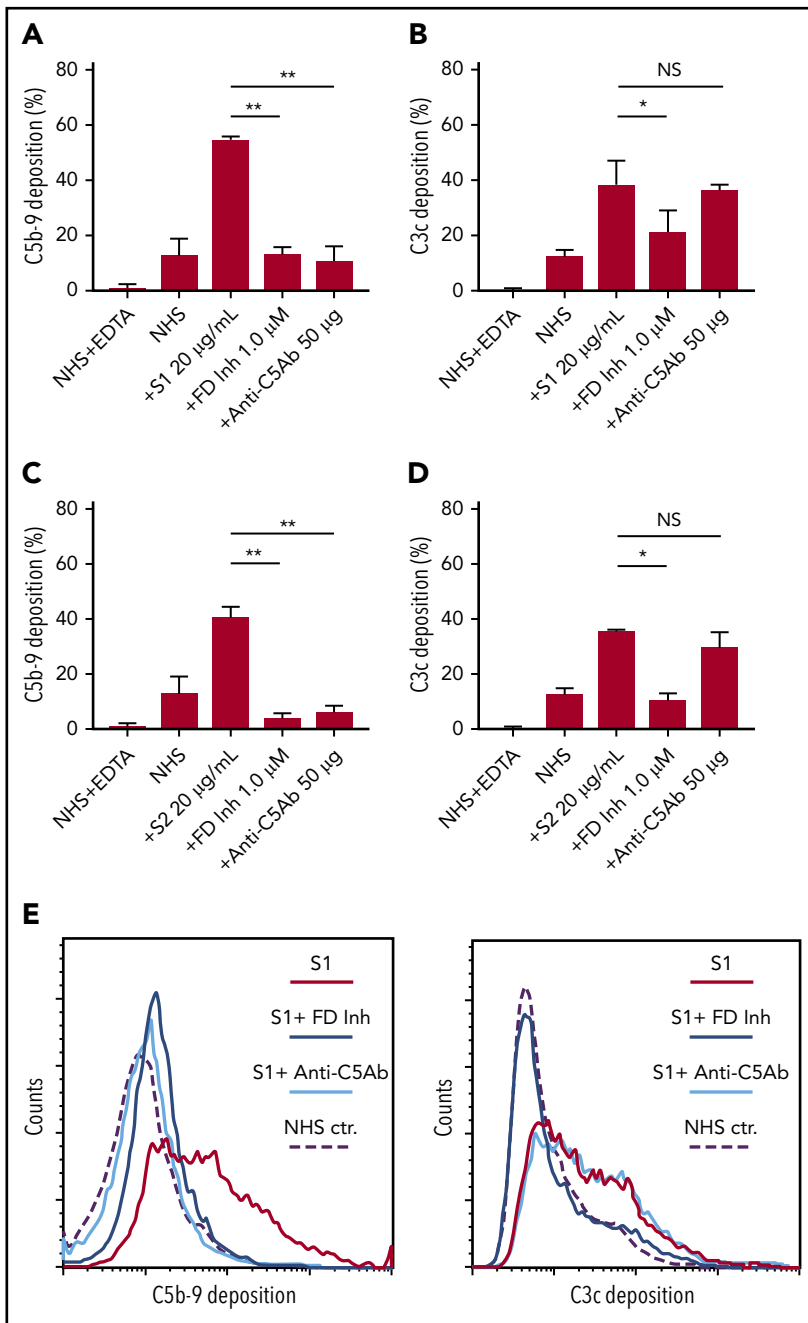 A
C5b-9 deposition (%)
80
60
40
20
0
**
**
NHS+EDTA
NHS
+S1 20 µg/mL
+FD Inh 1.0 µM
+Anti-C5Ab 50 µg
B
C3c deposition (%)
80
60
40
20
0
NS
*
NHS+EDTA
NHS
+S1 20 µg/mL
+FD Inh 1.0 µM
+Anti-C5Ab 50 µg
C
C5b-9 deposition (%)
80
60
40
20
0
**
**
NHS+EDTA
NHS
+S2 20 µg/mL
+FD Inh 1.0 µM
+Anti-C5Ab 50 µg
D
C3c deposition (%)
80
60
40
20
0
NS
*
NHS+EDTA
NHS
+S2 20 µg/mL
+FD Inh 1.0 µM
+Anti-C5Ab 50 µg
E
Counts
S1
S1+ FD Inh
S1+ Anti-C5Ab
NHS ctr.
C5b-9 deposition
Counts
S1
S1+ FD Inh
S1+ Anti-C5Ab
NHS ctr.
C3c deposition